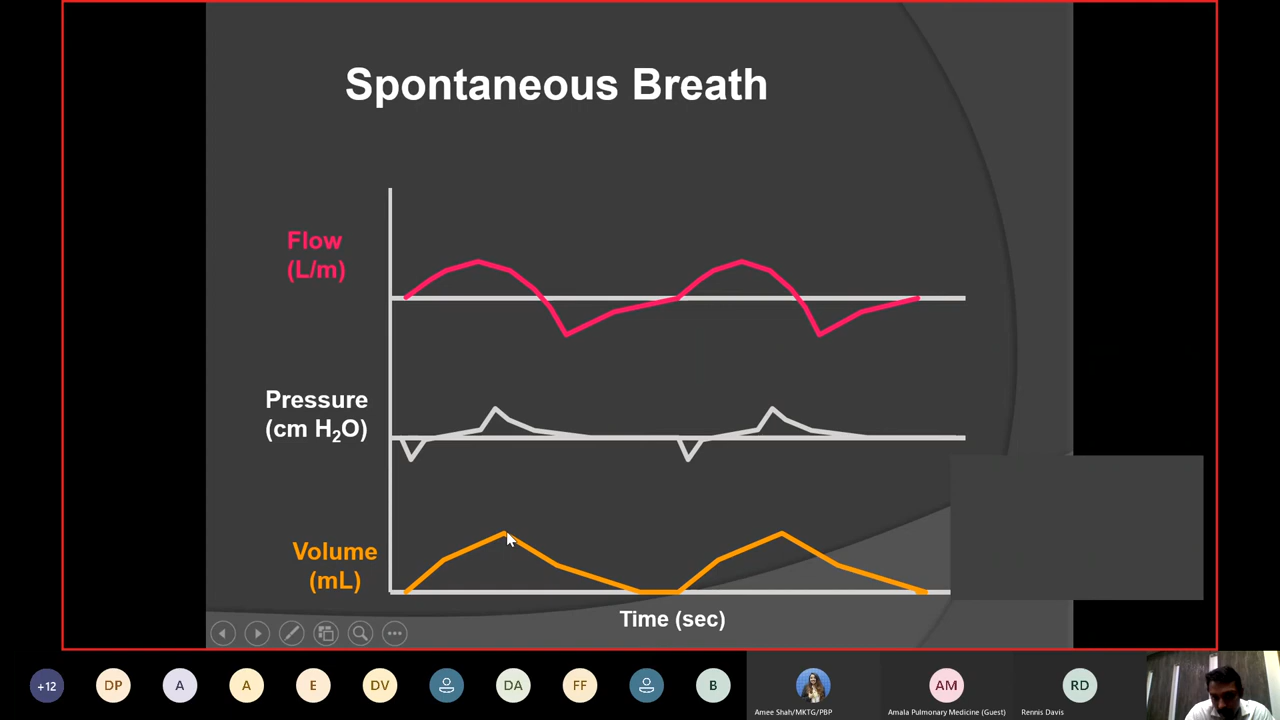 Spontaneous Breath
Flow
(L/m)
Pressure
(cm H₂O)
Volume
(mL)
Time (sec)
+12
DP
A
A
E
DV
DA
FF
B
AM
RD
Amee Shah/MKTG/PBP
Amala Pulmonary Medicine (Guest)
Rennis Davis